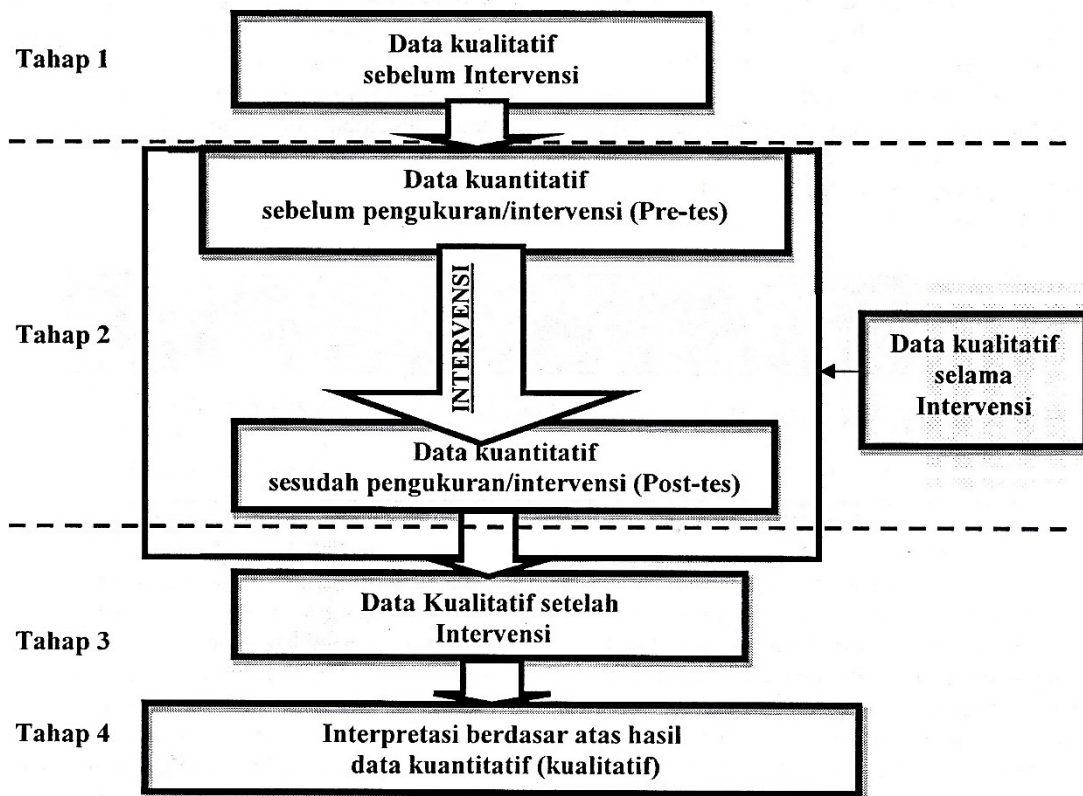 Tahap 1
Data kualitatif
sebelum Intervensi
Data kuantitatif
sebelum pengukuran/intervensi (Pre-tes)
Tahap 2
INTERVENSI
Data kualitatif
selama
Intervensi
Data kuantitatif
sesudah pengukuran/intervensi (Post-tes)
Tahap 3
Data Kualitatif setelah
Intervensi
Tahap 4
Interpretasi berdasar atas hasil
data kuantitatif (kualitatif)